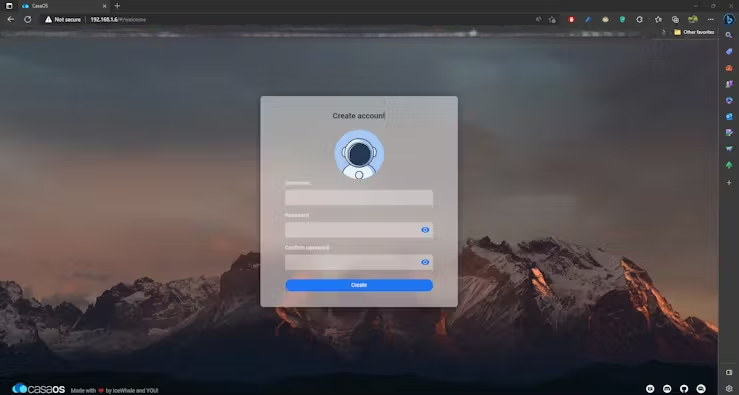 CasaOS
Not secure
192.168.1.6/#/welcome
Other favorites
Create account
Username
Password
Confirm password
Create
CasaOS
Made with ❤ by IceWhale and YOU!